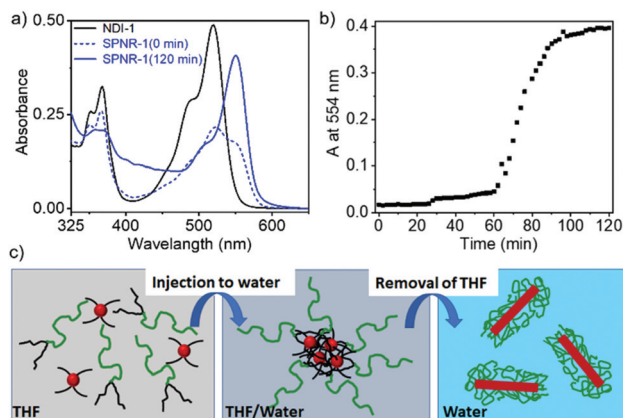 a)
NDI-1
SPNR-1(0 min)
SPNR-1(120 min)
0.50
0.25
0.00
Absorbance
325 400 500 600
Wavelangth (nm)
b)
0.4
0.3
0.2
0.1
0.0
A at 554 nm
0 20 40 60 80 100 120
Time (min)
c)
Injection to water
Removal of THF
THF
THF/Water
Water